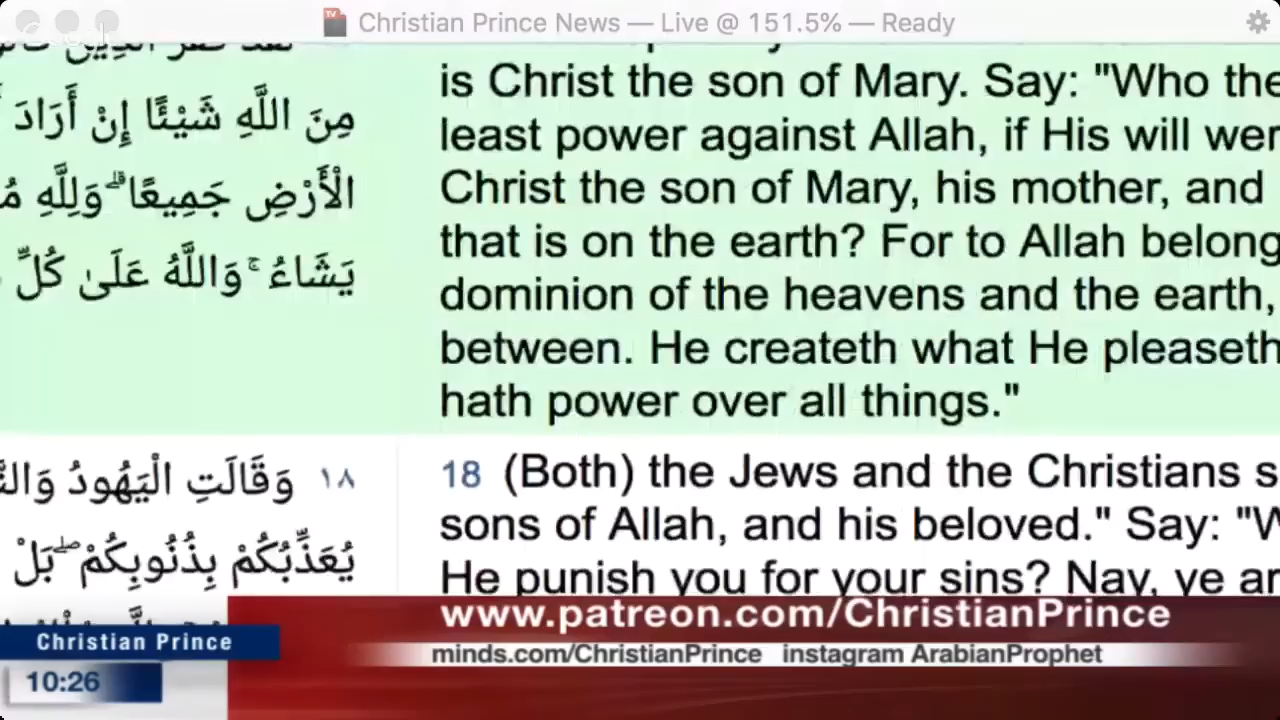 Christian Prince News — Live @ 151.5% — Ready
مِنَ اللَّهِ شَيْئًا إِنْ أَرَادَ
الْأَرْضِ جَمِيعًا ۗ وَلِلَّهِ
يَشَاءُ ۚ وَاللَّهُ عَلَىٰ كُلِّ
is Christ the son of Mary. Say: "Who the
least power against Allah, if His will wer
Christ the son of Mary, his mother, and
that is on the earth? For to Allah belong
dominion of the heavens and the earth,
between. He createth what He pleaseth
hath power over all things."
١٨ وَقَالَتِ الْيَهُودُ
يُعَذِّبُكُمْ بِذُنُوبِكُمْ ۖ بَلْ
18 (Both) the Jews and the Christians s
sons of Allah, and his beloved." Say: "W
He punish you for your sins? Nay, ye ar
www.patreon.com/ChristianPrince
Christian Prince
minds.com/ChristianPrince instagram ArabianProphet
10:26